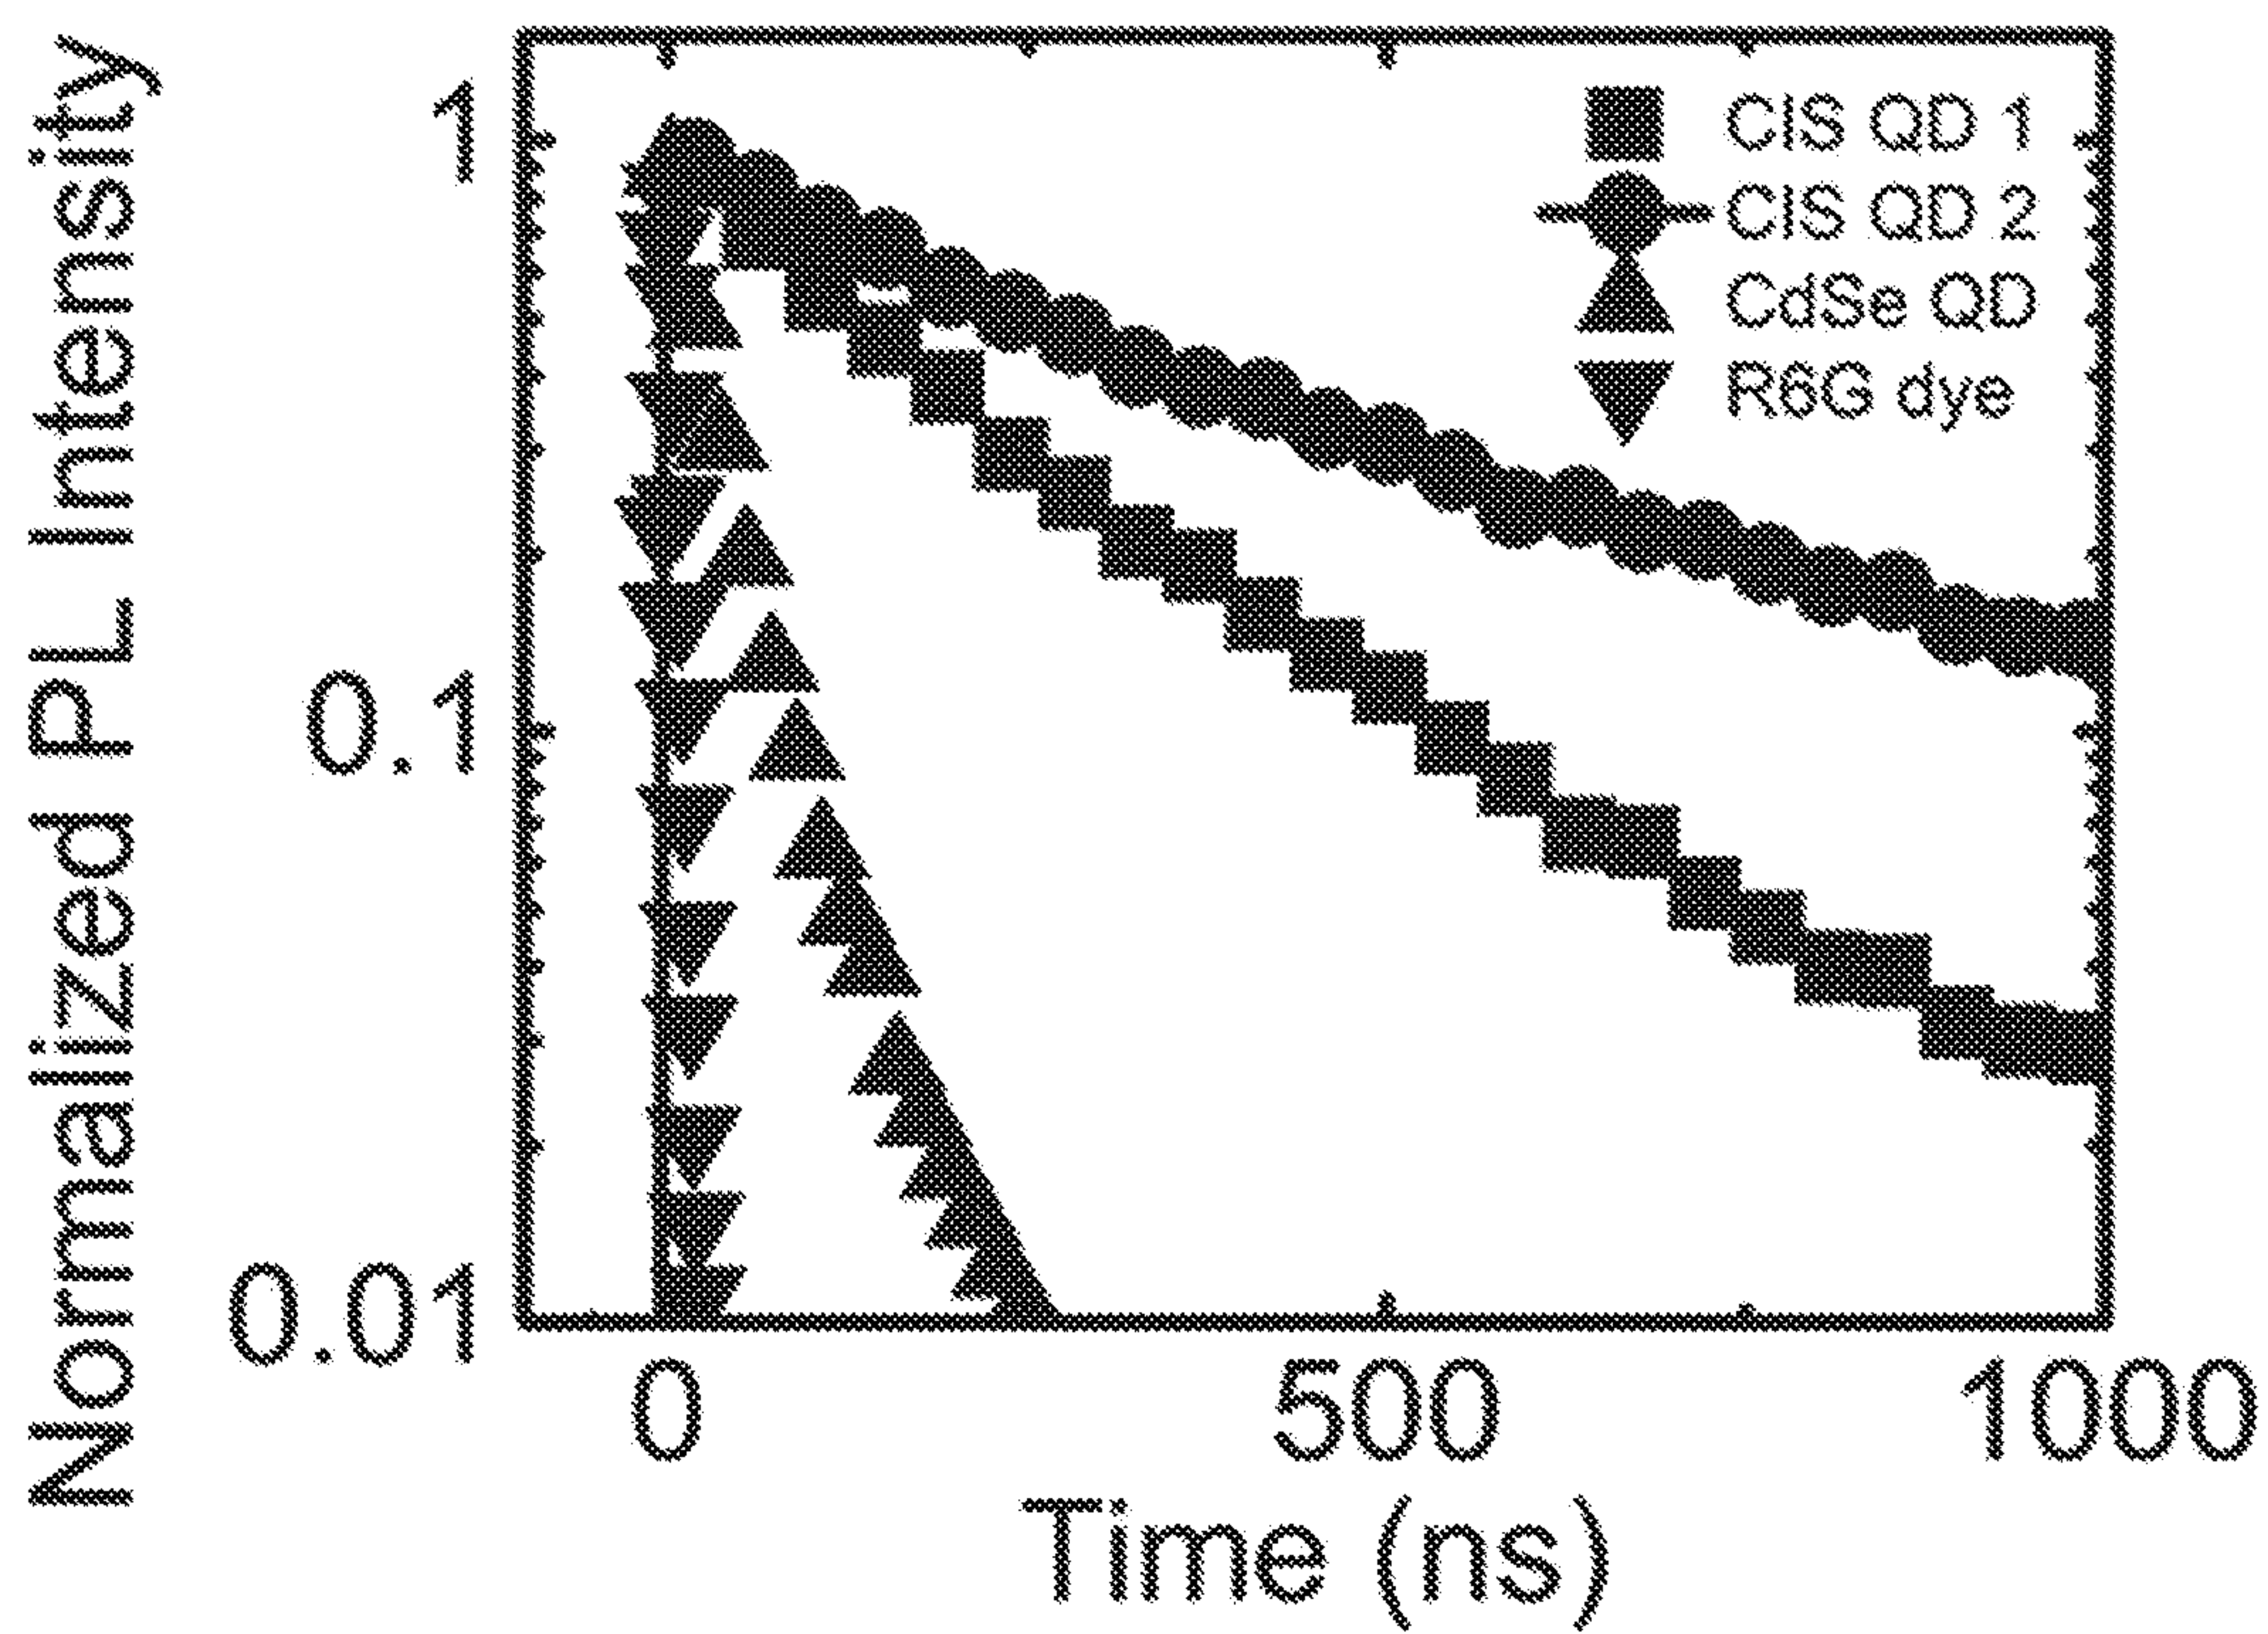 Normalized PL Intensity
1
0.1
0.01
CIS QD 1
CIS QD 2
CdSe QD
R6G dye
0
500
1000
Time (ns)